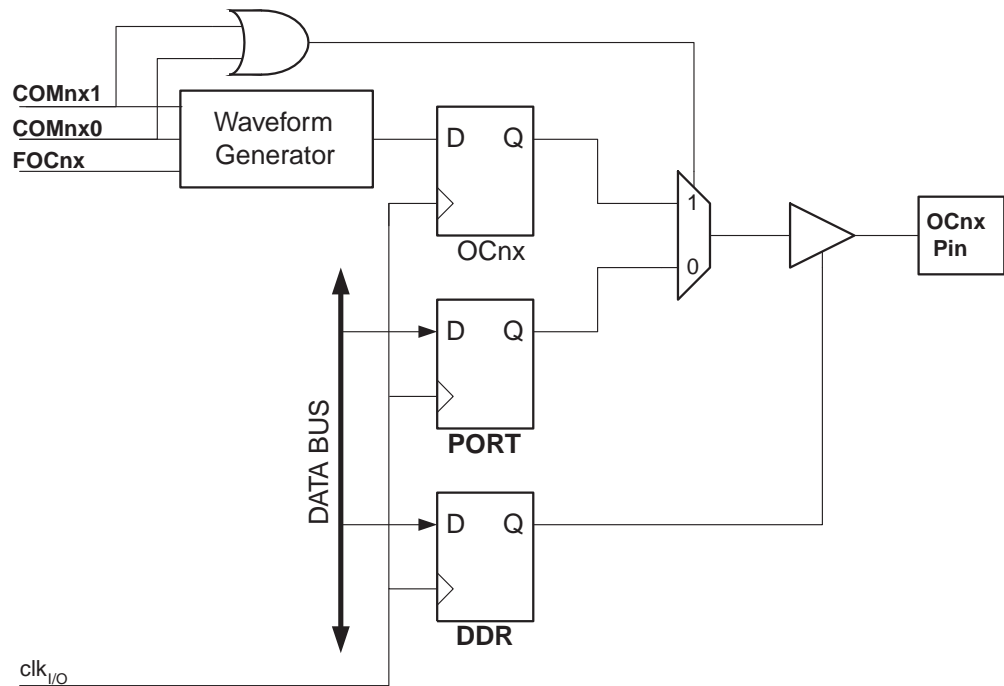 COMnx1
COMnx0
FOCnx
Waveform
Generator
D Q
OCnx
1
0
OCnx
Pin
D Q
PORT
DATA BUS
D Q
DDR
clkI/O